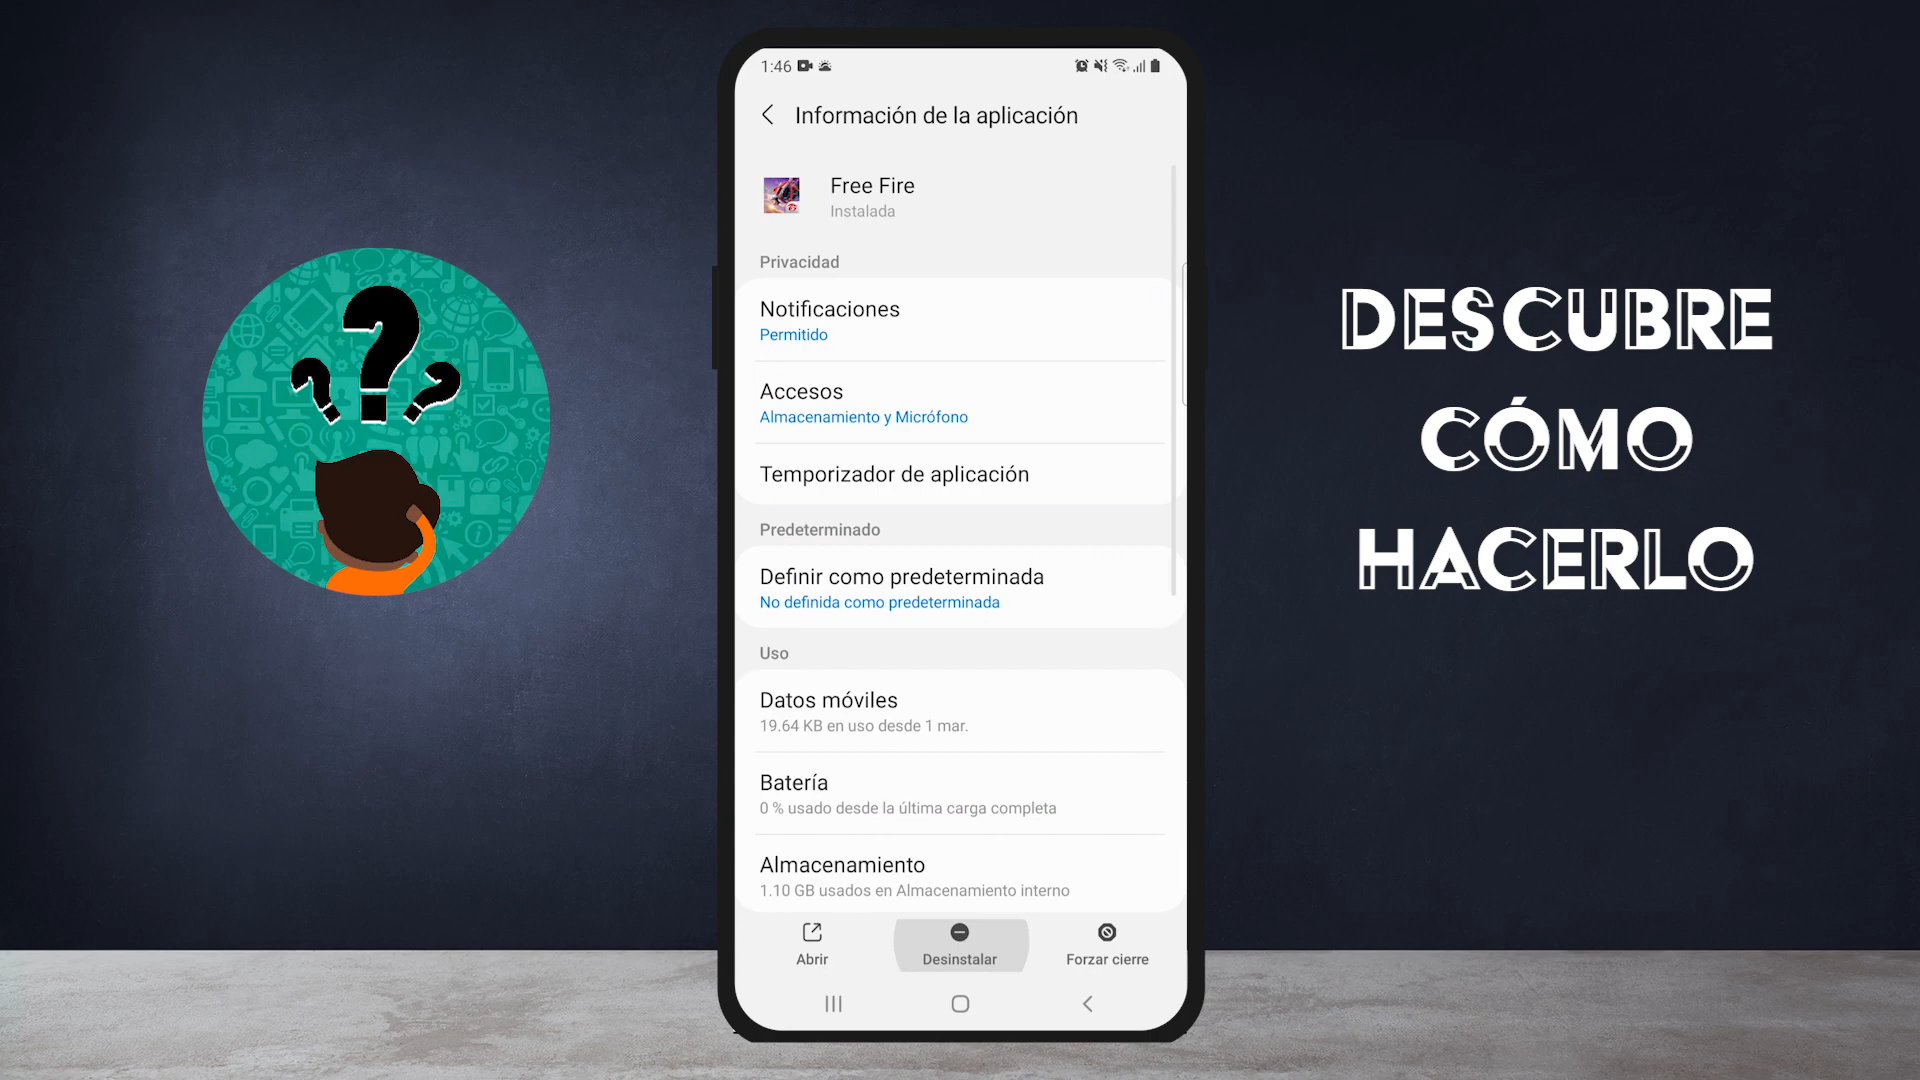 1:46
Información de la aplicación
Free Fire
Instalada
Privacidad
Notificaciones
Permitido
Accesos
Almacenamiento y Micrófono
Temporizador de aplicación
Predeterminado
Definir como predeterminada
No definida como predeterminada
Uso
Datos móviles
19.64 KB en uso desde 1 mar.
Batería
0 % usado desde la última carga completa
Almacenamiento
1.10 GB usados en Almacenamiento interno
Abrir
Desinstalar
Forzar cierre
DESCUBRE
CÓMO
HACERLO